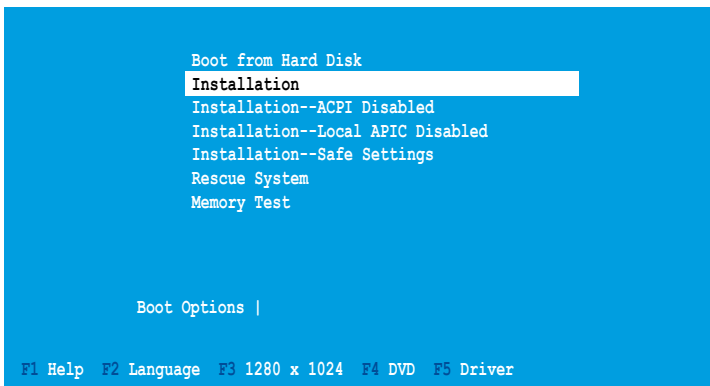 Boot from Hard Disk
Installation
Installation--ACPI Disabled
Installation--Local APIC Disabled
Installation--Safe Settings
Rescue System
Memory Test
Boot Options |
F1 Help F2 Language F3 1280 x 1024 F4 DVD F5 Driver